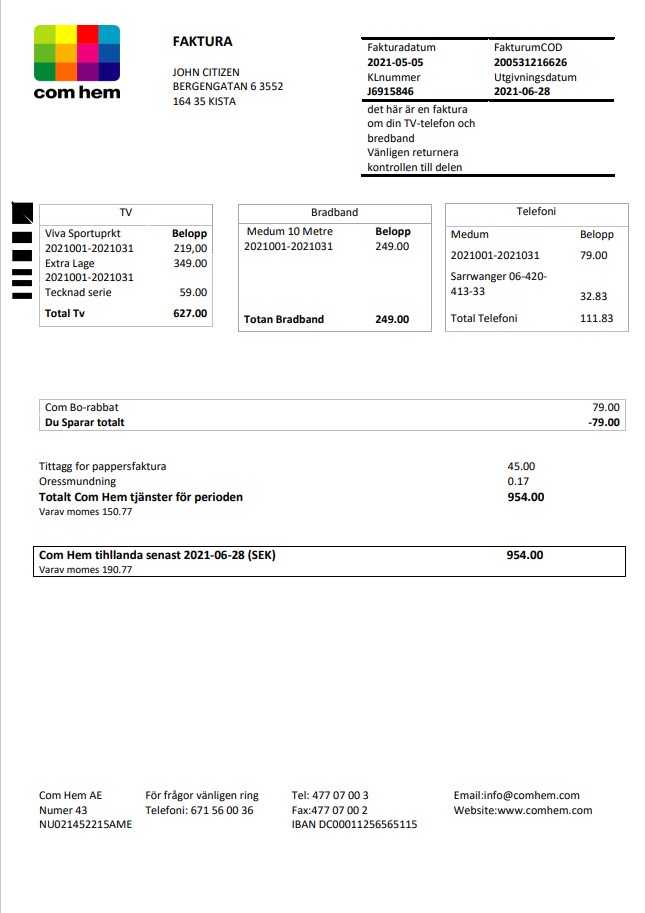 com hem
FAKTURA
JOHN CITIZEN
BERGENGATAN 6 3552
164 35 KISTA
Fakturadatum FakturumCOD
2021-05-05 200531216626
KLnummer Utgivningsdatum
J6915846 2021-06-28
det här är en faktura
om din TV-telefon och
bredband
Vänligen returnera
kontrollen till delen
TV
Viva Sportuprkt Belopp
2021001-2021031 219,00
Extra Lage 349.00
2021001-2021031
Tecknad serie 59.00
Total Tv 627.00
Bradband
Medum 10 Metre Belopp
2021001-2021031 249.00
Totan Bradband 249.00
Telefoni
Medum Belopp
2021001-2021031 79.00
Sarrwanger 06-420-
413-33 32.83
Total Telefoni 111.83
Com Bo-rabbat 79.00
Du Sparar totalt -79.00
Tittagg for pappersfaktura 45.00
Oressmundning 0.17
Totalt Com Hem tjänster för perioden 954.00
Varav momes 150.77
Com Hem tihllanda senast 2021-06-28 (SEK) 954.00
Varav momes 190.77
Com Hem AE För frågor vänligen ring Tel: 477 07 00 3 Email:info@comhem.com
Numer 43 Telefoni: 671 56 00 36 Fax:477 07 00 2 Website:www.comhem.com
NU021452215AME IBAN DC00011256565115